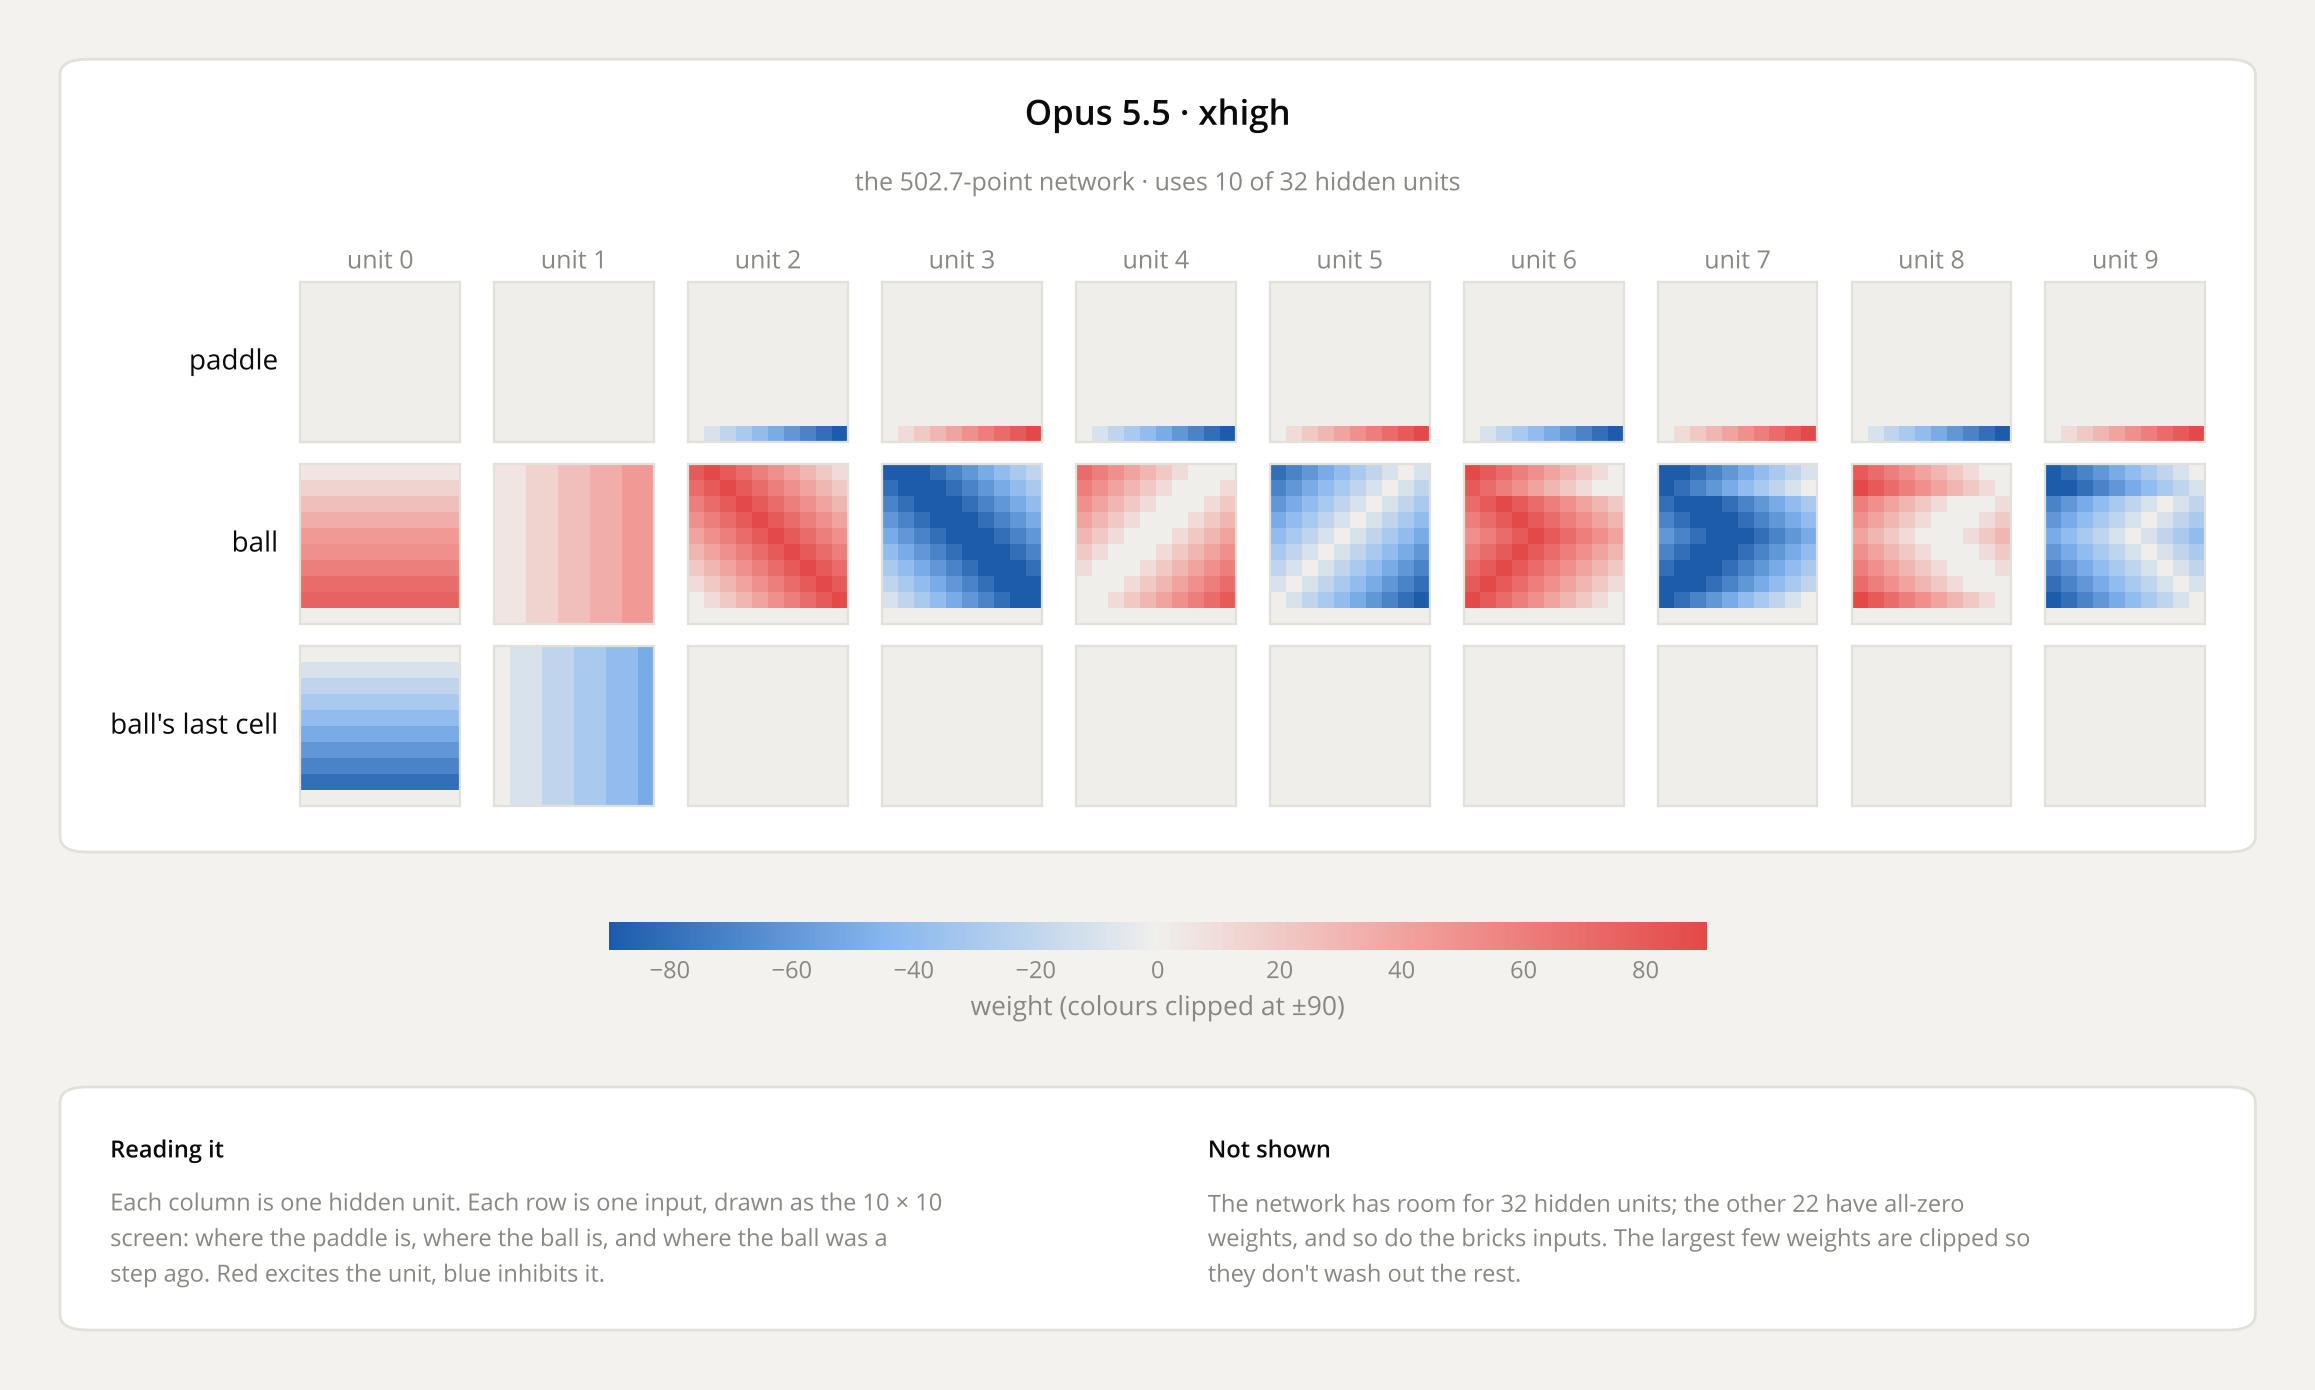 Opus 5.5 · xhigh
the 502.7-point network · uses 10 of 32 hidden units
unit 0 unit 1 unit 2 unit 3 unit 4 unit 5 unit 6 unit 7 unit 8 unit 9
paddle
ball
ball's last cell
−80 −60 −40 −20 0 20 40 60 80
weight (colours clipped at ±90)
Reading it
Each column is one hidden unit. Each row is one input, drawn as the 10 × 10
screen: where the paddle is, where the ball is, and where the ball was a
step ago. Red excites the unit, blue inhibits it.
Not shown
The network has room for 32 hidden units; the other 22 have all-zero
weights, and so do the bricks inputs. The largest few weights are clipped so
they don't wash out the rest.